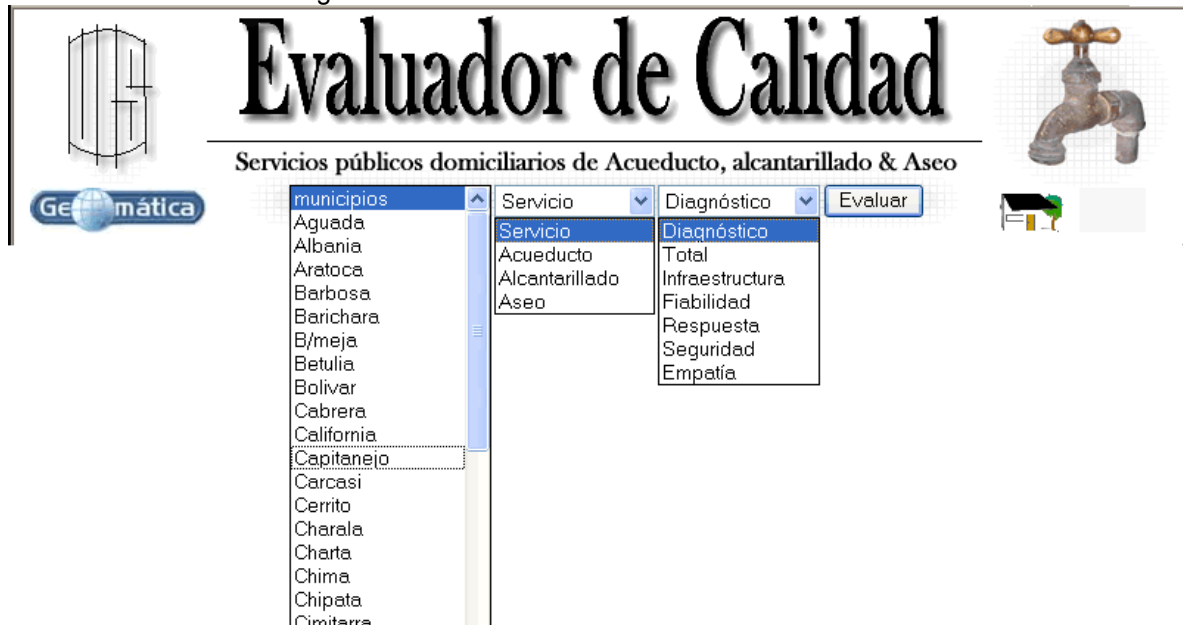 Evaluador de Calidad
Servicios públicos domiciliarios de Acueducto, alcantarillado & Aseo
Geomática
municipios
Aguada
Albania
Aratoca
Barbosa
Barichara
B/meja
Betulia
Bolivar
Cabrera
California
Capitanejo
Carcasi
Cerrito
Charala
Charta
Chima
Chipata
Cimitarra
Servicio
Servicio
Acueducto
Alcantarillado
Aseo
Diagnóstico
Diagnóstico
Total
Infraestructura
Fiabilidad
Respuesta
Seguridad
Empatía
Evaluar